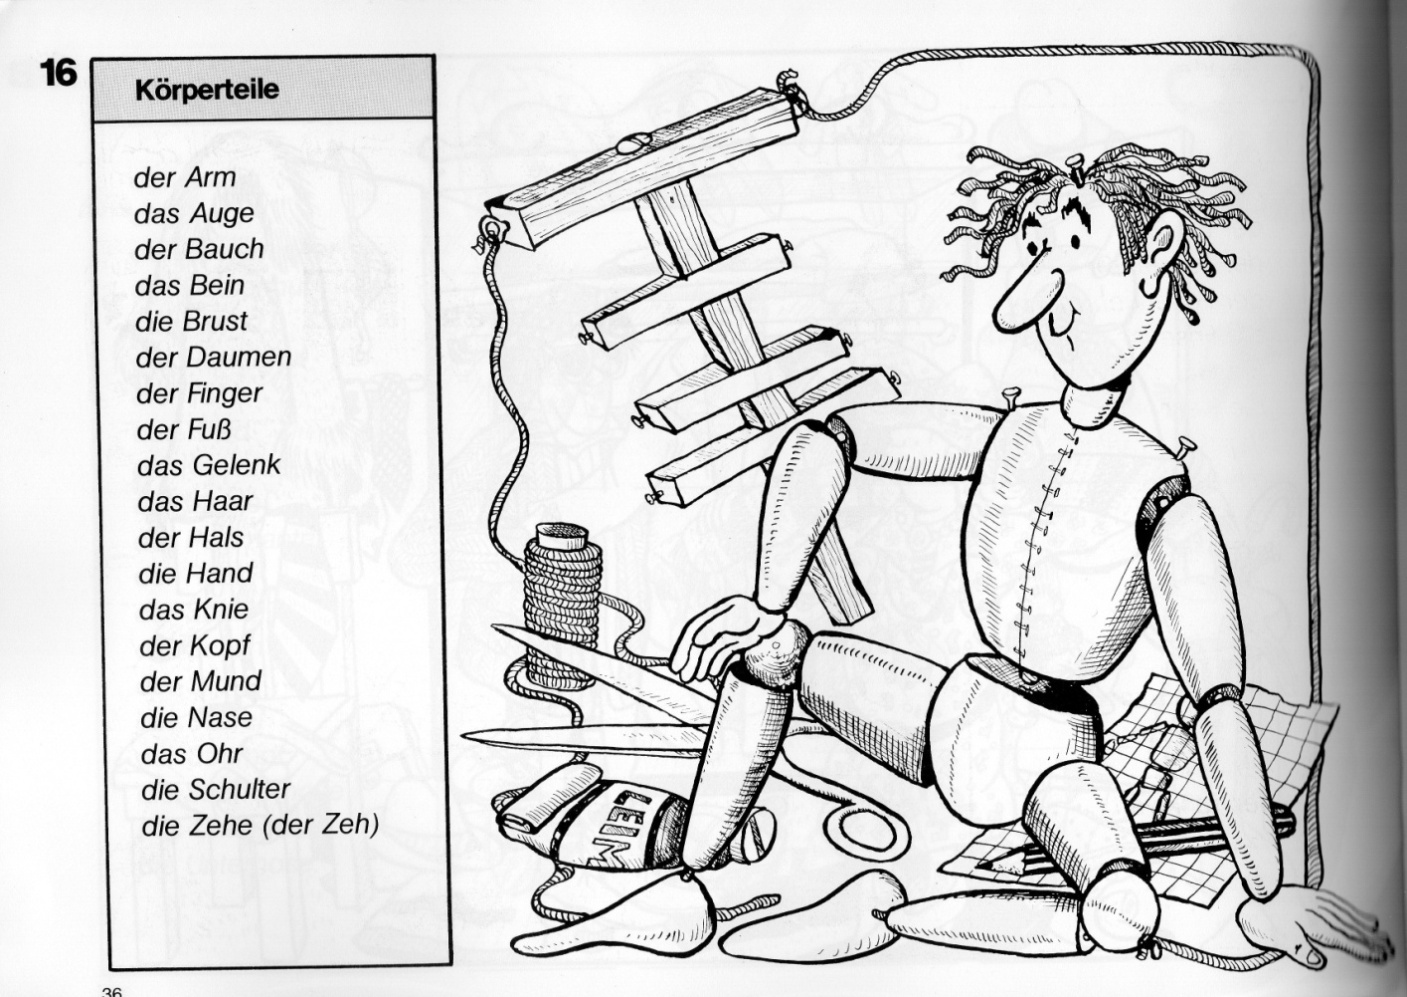 16
Körperteile
der Arm
das Auge
der Bauch
das Bein
die Brust
der Daumen
der Finger
der Fuß
das Gelenk
das Haar
der Hals
die Hand
das Knie
der Kopf
der Mund
die Nase
das Ohr
die Schulter
die Zehe (der Zeh)
LEIM
36